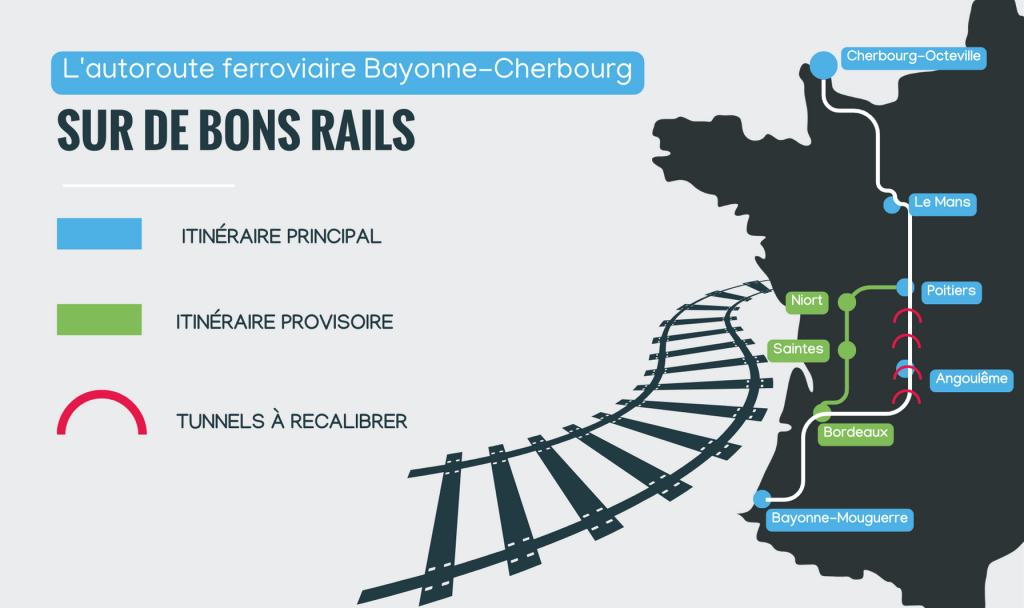 L'autoroute ferroviaire Bayonne-Cherbourg
SUR DE BONS RAILS
ITINÉRAIRE PRINCIPAL
ITINÉRAIRE PROVISOIRE
TUNNELS À RECALIBRER
Cherbourg-Octeville
Le Mans
Poitiers
Niort
Saintes
Angoulême
Bordeaux
Bayonne-Mouguerre